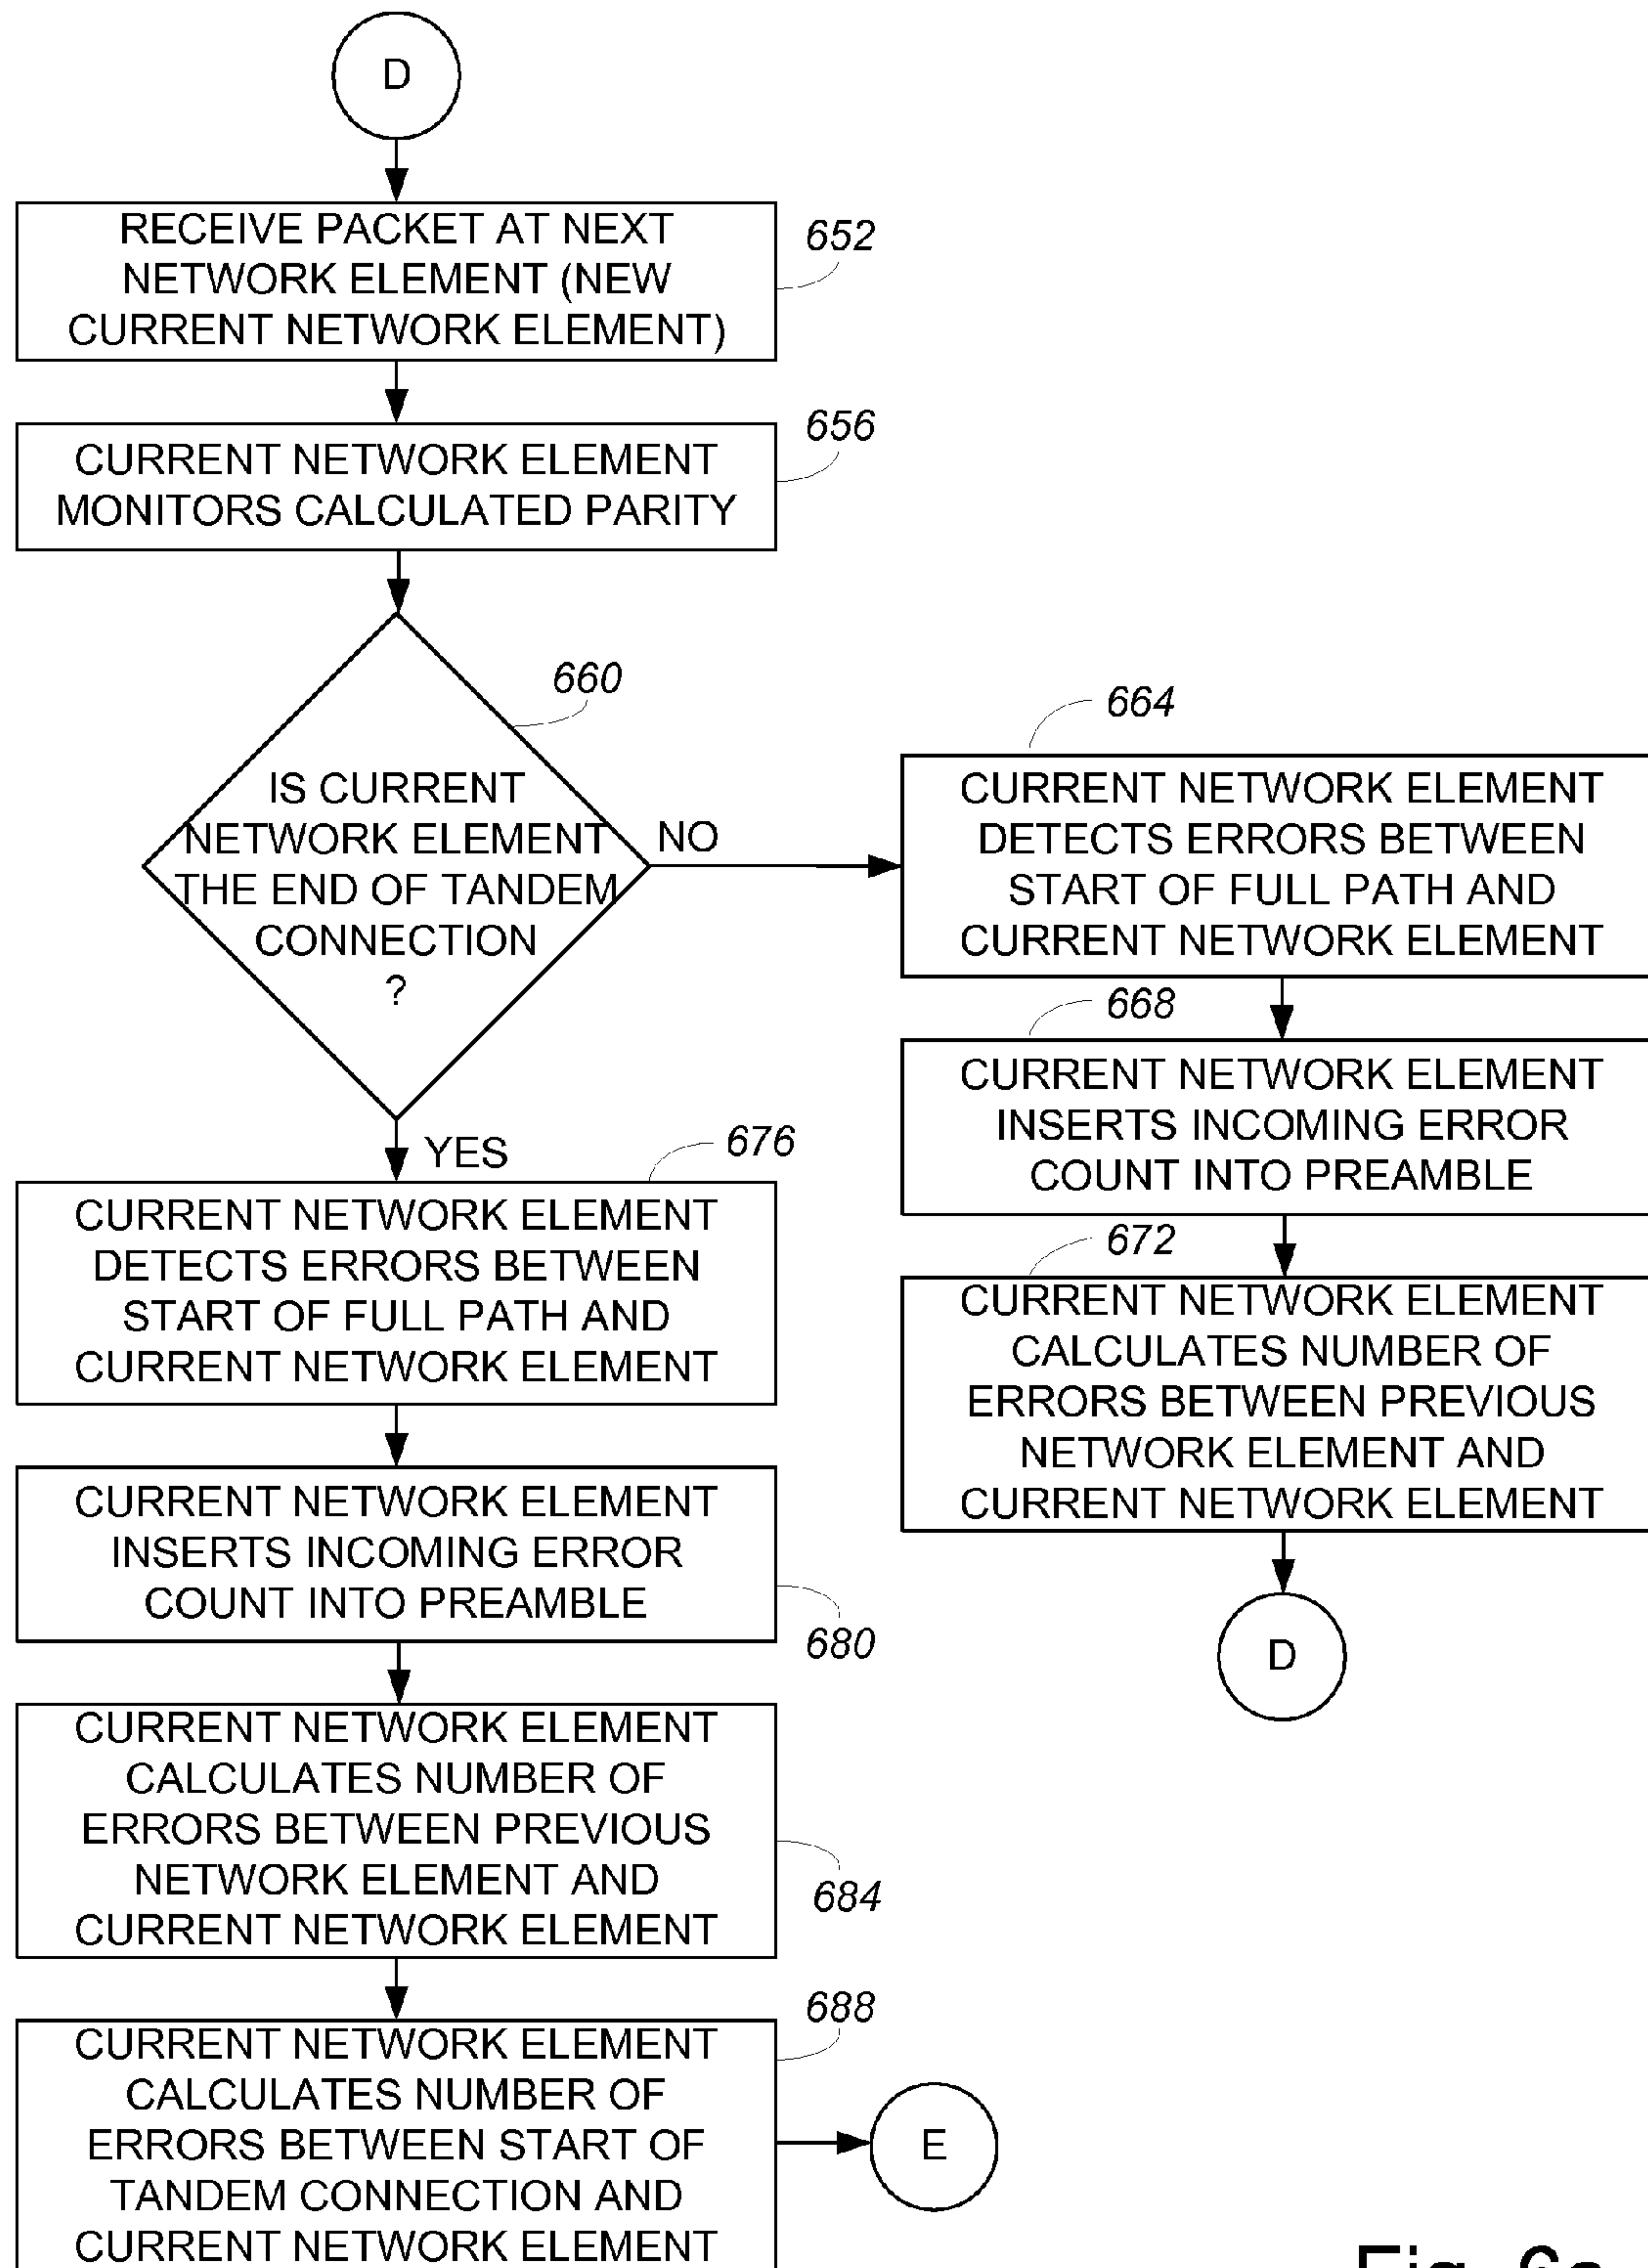 D
RECEIVE PACKET AT NEXT
NETWORK ELEMENT (NEW
CURRENT NETWORK ELEMENT)
652
CURRENT NETWORK ELEMENT
MONITORS CALCULATED PARITY
656
IS CURRENT
NETWORK ELEMENT
THE END OF TANDEM
CONNECTION
?
660
NO
664
CURRENT NETWORK ELEMENT
DETECTS ERRORS BETWEEN
START OF FULL PATH AND
CURRENT NETWORK ELEMENT
668
CURRENT NETWORK ELEMENT
INSERTS INCOMING ERROR
COUNT INTO PREAMBLE
672
CURRENT NETWORK ELEMENT
CALCULATES NUMBER OF
ERRORS BETWEEN PREVIOUS
NETWORK ELEMENT AND
CURRENT NETWORK ELEMENT
D
YES
676
CURRENT NETWORK ELEMENT
DETECTS ERRORS BETWEEN
START OF FULL PATH AND
CURRENT NETWORK ELEMENT
CURRENT NETWORK ELEMENT
INSERTS INCOMING ERROR
COUNT INTO PREAMBLE
680
CURRENT NETWORK ELEMENT
CALCULATES NUMBER OF
ERRORS BETWEEN PREVIOUS
NETWORK ELEMENT AND
CURRENT NETWORK ELEMENT
684
688
CURRENT NETWORK ELEMENT
CALCULATES NUMBER OF
ERRORS BETWEEN START OF
TANDEM CONNECTION AND
CURRENT NETWORK ELEMENT
E
Fig.